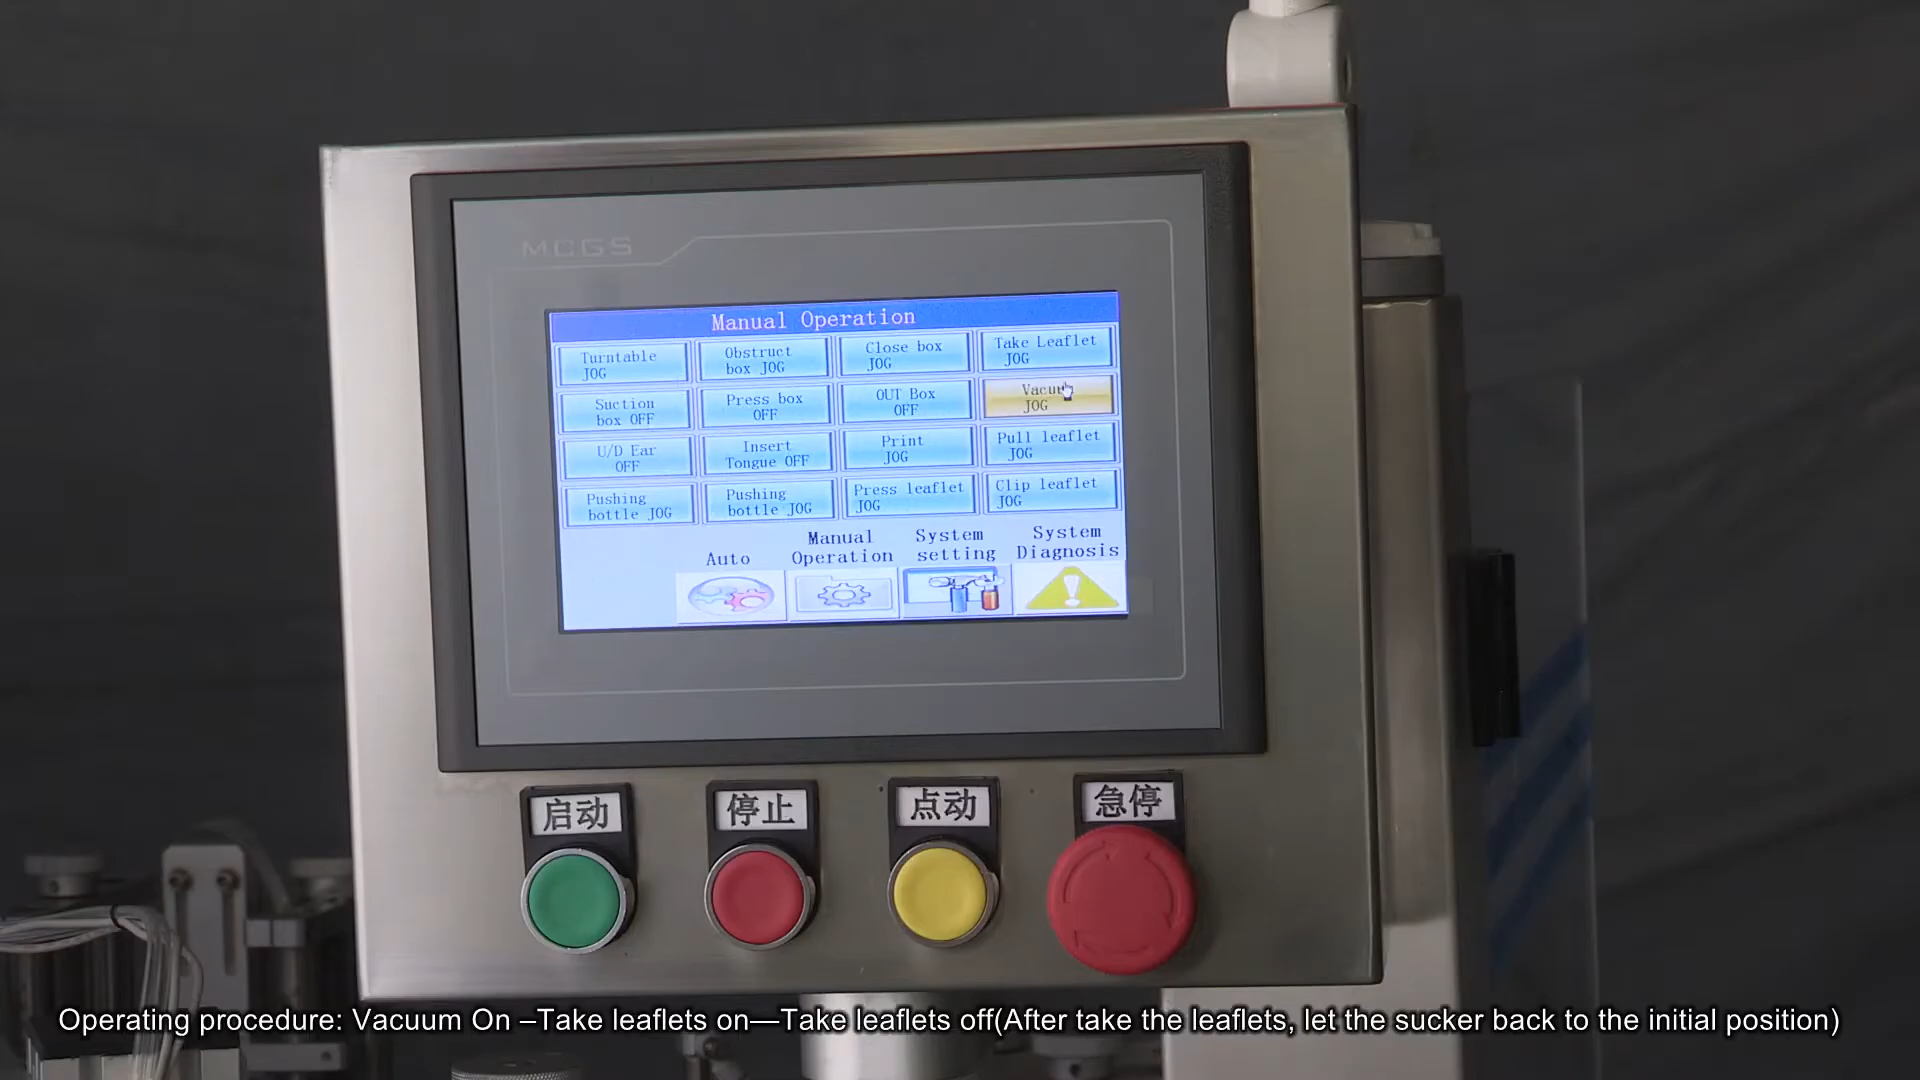 MCGS
Manual Operation
Turntable
JOG
Obstruct
box JOG
Close box
JOG
Take Leaflet
JOG
Suction
box OFF
Press box
OFF
OUT Box
OFF
JOG
U/D Ear
OFF
Insert
Tongue OFF
Print
JOG
Pull leaflet
JOG
Pushing
bottle JOG
Pushing
bottle JOG
Press leaflet
JOG
Clip leaflet
JOG
Auto
Manual
Operation
System
setting
System
Diagnosis
启动
停止
点动
急停
Operating procedure: Vacuum On –Take leaflets on—Take leaflets off(After take the leaflets, let the sucker back to the initial position)